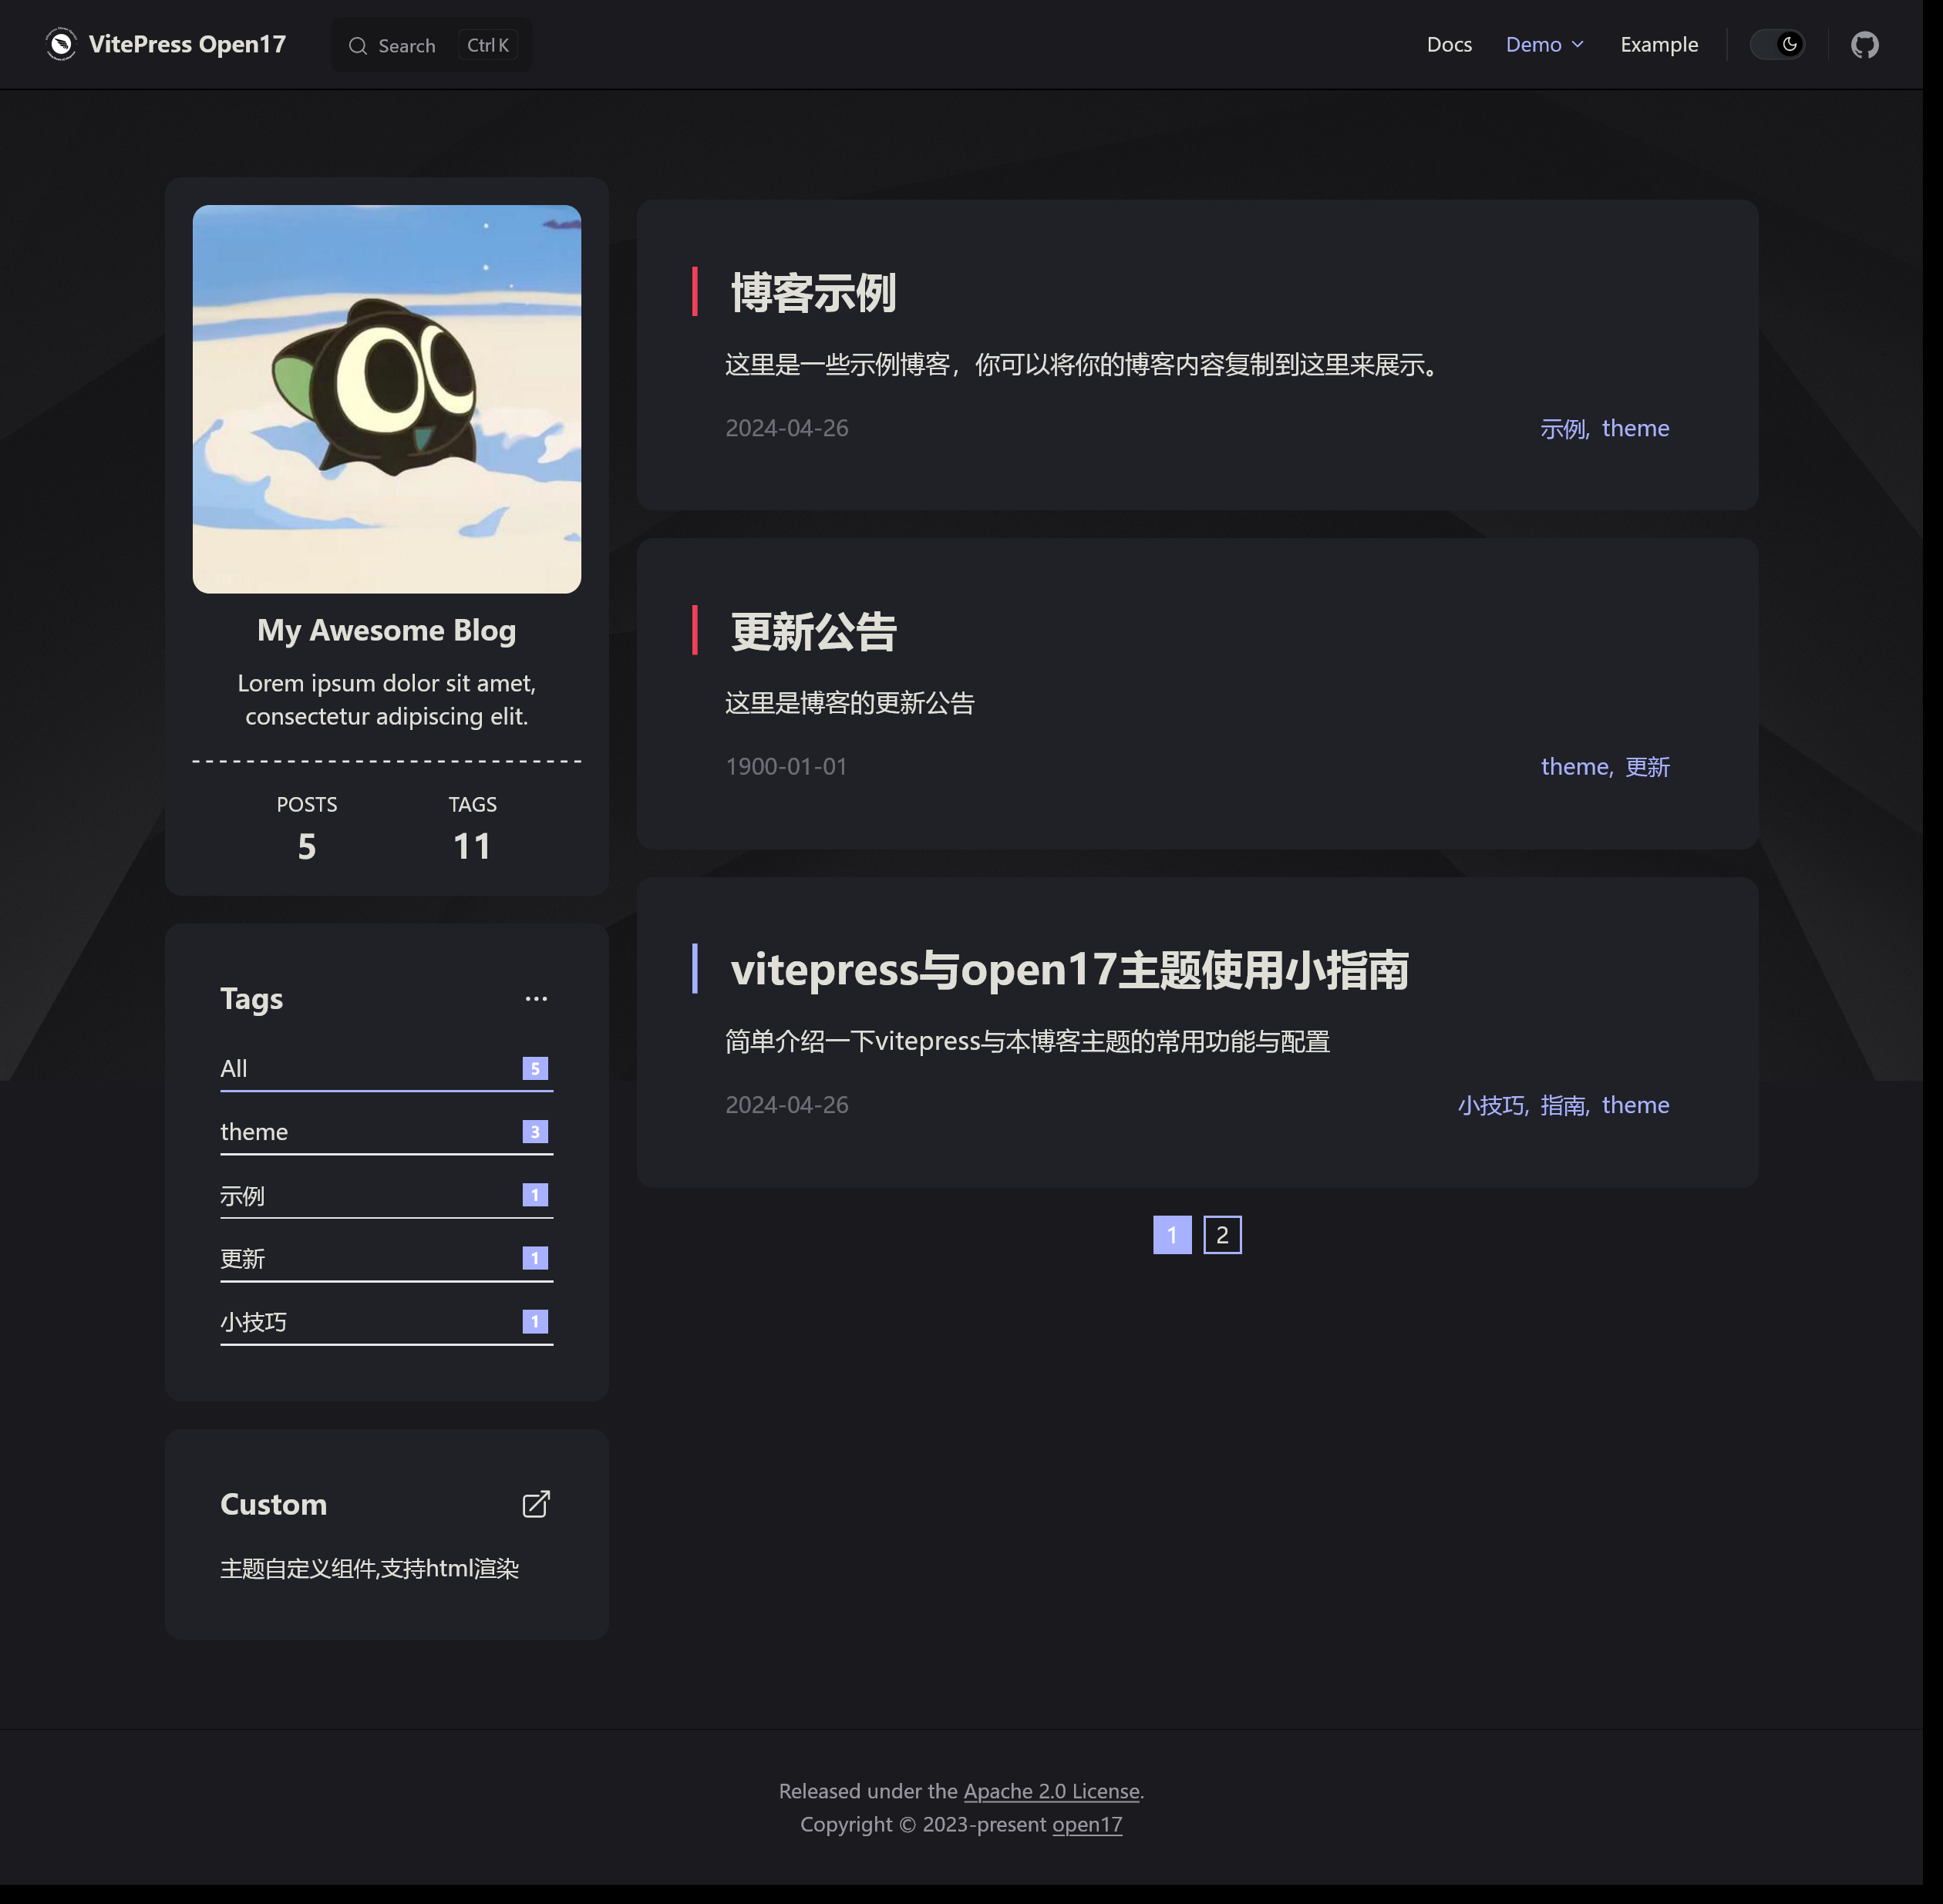 VitePress Open17
Search
Ctrl K
Docs
Demo
Example
My Awesome Blog
Lorem ipsum dolor sit amet,
consectetur adipiscing elit.
POSTS
TAGS
5
11
Tags
All
5
theme
3
示例
1
更新
1
小技巧
1
Custom
主题自定义组件,支持html渲染
博客示例
这里是一些示例博客，你可以将你的博客内容复制到这里来展示。
2024-04-26
示例, theme
更新公告
这里是博客的更新公告
1900-01-01
theme, 更新
vitepress与open17主题使用小指南
简单介绍一下vitepress与本博客主题的常用功能与配置
2024-04-26
小技巧, 指南, theme
1
2
Released under the Apache 2.0 License.
Copyright © 2023-present open17